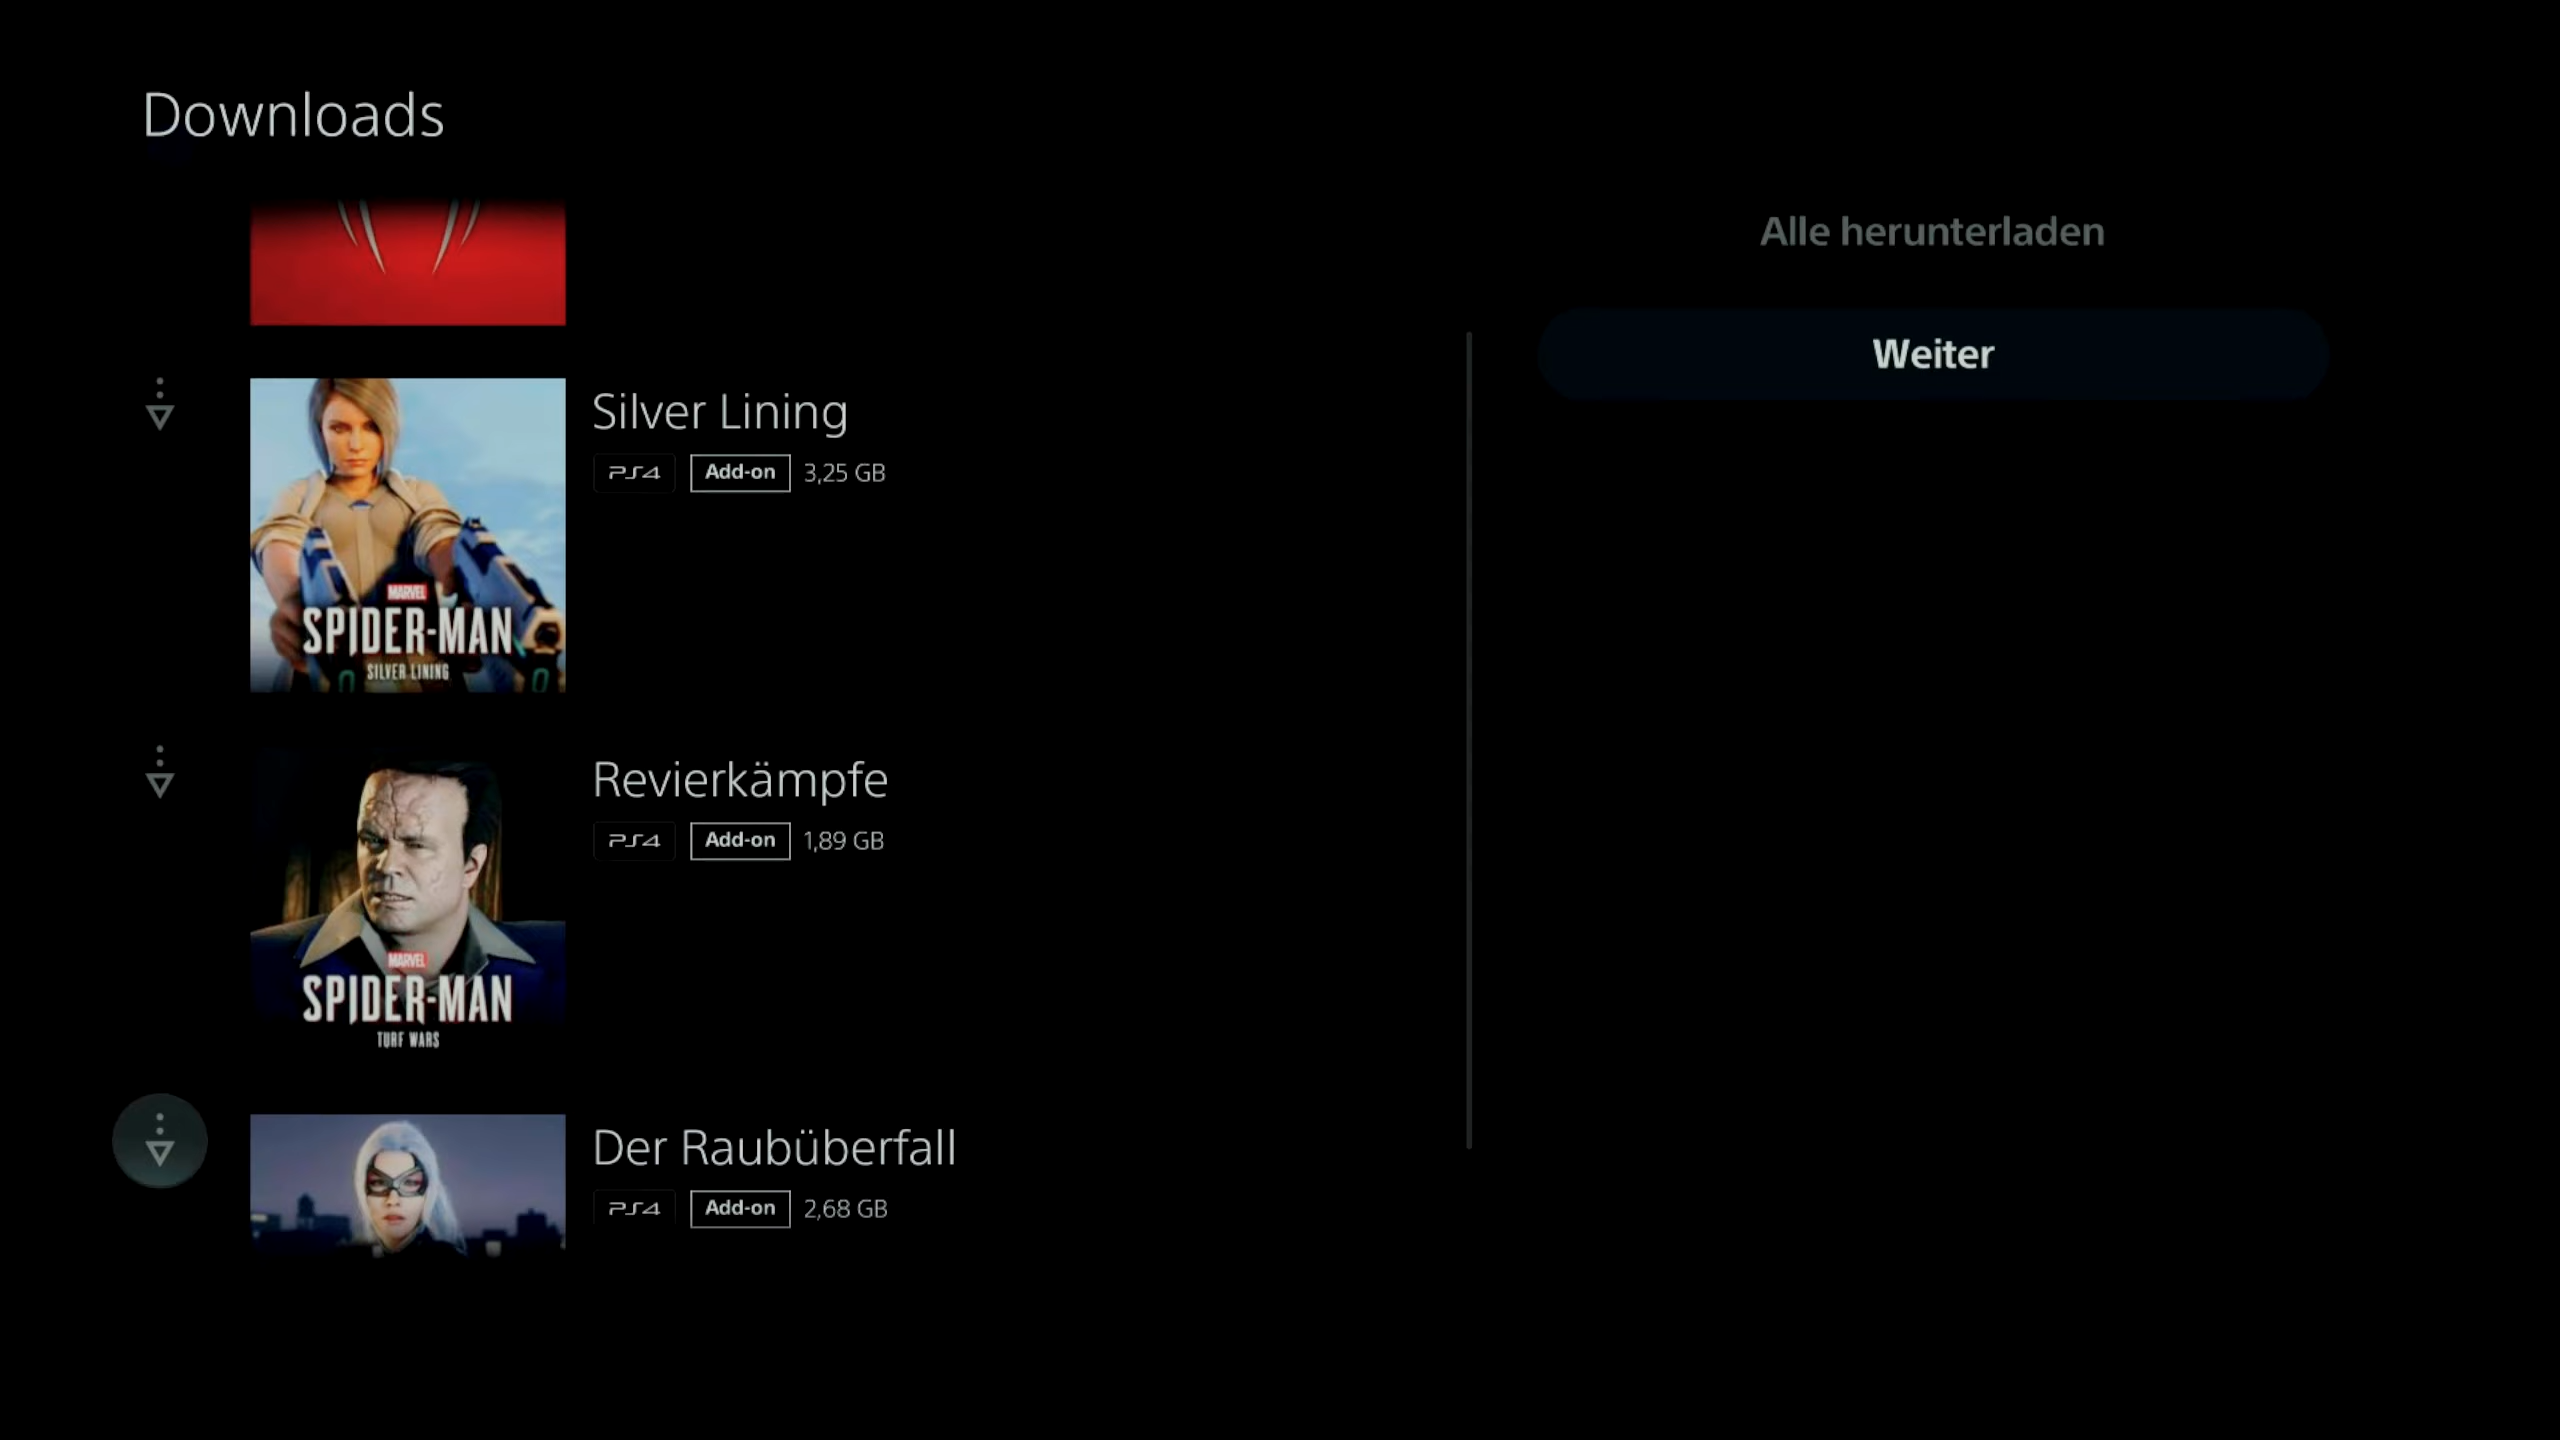 Downloads
Alle herunterladen
Weiter
Silver Lining
PS4 Add-on 3,25 GB
MARVEL
SPIDER-MAN
SILVER LINING
Revierkämpfe
PS4 Add-on 1,89 GB
MARVEL
SPIDER-MAN
TURF WARS
Der Raubüberfall
PS4 Add-on 2,68 GB